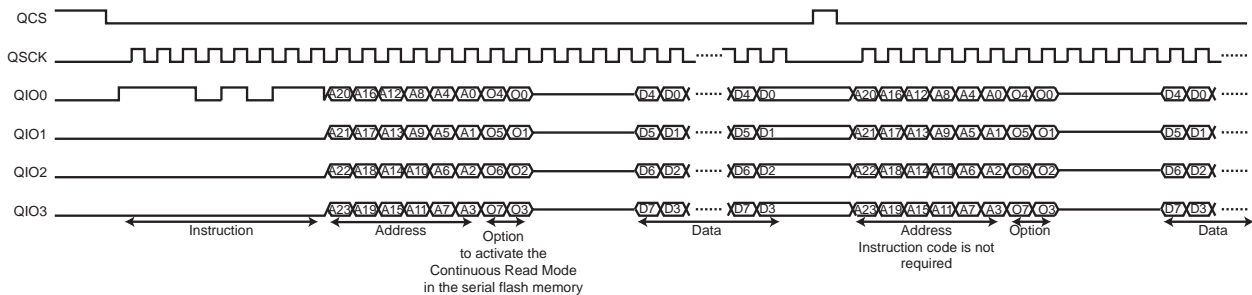 QCS
QSCK
QIO0 A20 A16 A12 A8 A4 A0 O4 O0 D4 D0 D4 D0 A20 A16 A12 A8 A4 A0 O4 O0 D4 D0
QIO1 A21 A17 A13 A9 A5 A1 O5 O1 D5 D1 D5 D1 A21 A17 A13 A9 A5 A1 O5 O1 D5 D1
QIO2 A22 A18 A14 A10 A6 A2 O6 O2 D6 D2 D6 D2 A22 A18 A14 A10 A6 A2 O6 O2 D6 D2
QIO3 A23 A19 A15 A11 A7 A3 O7 O3 D7 D3 D7 D3 A23 A19 A15 A11 A7 A3 O7 O3 D7 D3
Instruction Address Option Data Address Option Data
to activate the
Continuous Read Mode
in the serial flash memory
Instruction code is not
required